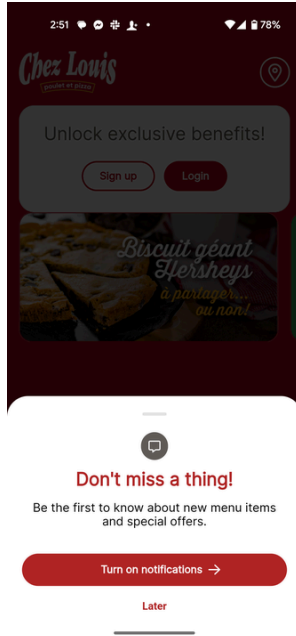 2:51
78%
Chez Louis
poulet et pizza
Unlock exclusive benefits!
Sign up
Login
Biscuit géant
Hersheys
à partager...
ou non!
Don't miss a thing!
Be the first to know about new menu items
and special offers.
Turn on notifications →
Later